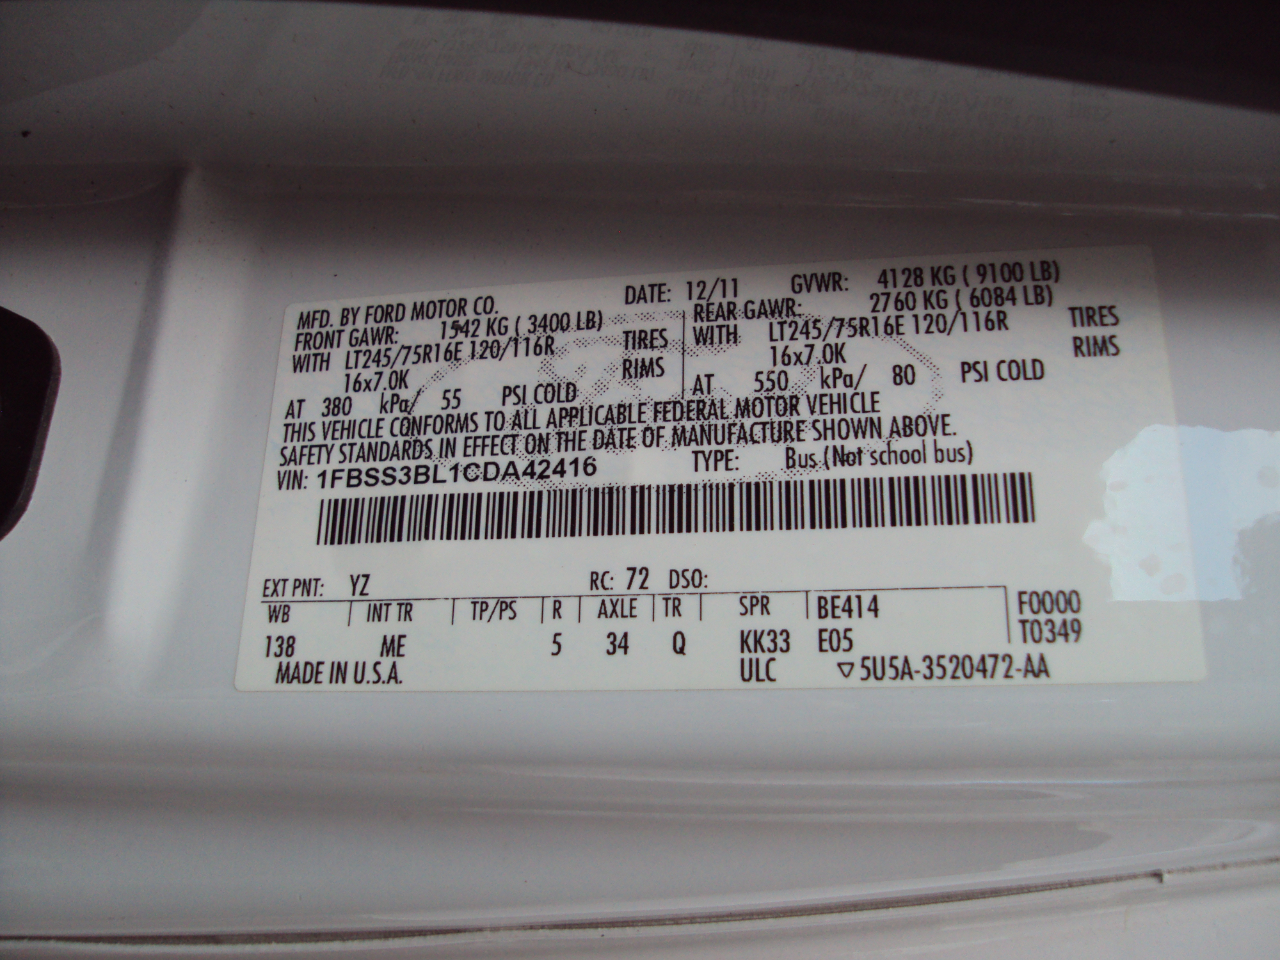 MFD. BY FORD MOTOR CO. DATE: 12/11 GVWR: 4128 KG ( 9100 LB)
FRONT GAWR: 1542 KG ( 3400 LB) REAR GAWR: 2760 KG ( 6084 LB)
WITH LT245/75R16E 120/116R TIRES WITH LT245/75R16E 120/116R TIRES
16x7.0K RIMS 16x7.0K RIMS
AT 380 kPa/ 55 PSI COLD AT 550 kPa/ 80 PSI COLD
THIS VEHICLE CONFORMS TO ALL APPLICABLE FEDERAL MOTOR VEHICLE
SAFETY STANDARDS IN EFFECT ON THE DATE OF MANUFACTURE SHOWN ABOVE.
VIN: 1FBSS3BL1CDA42416 TYPE: Bus (Not school bus)
EXT PNT: YZ RC: 72 DSO:
WB INT TR TP/PS R AXLE TR SPR BE414 F0000
138 ME 5 34 Q KK33 E05 T0349
MADE IN U.S.A. ULC ▽5U5A-3520472-AA